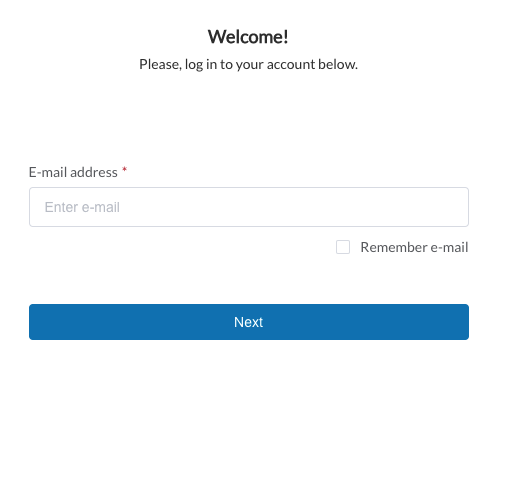 Welcome!
Please, log in to your account below.
E-mail address *
Enter e-mail
Remember e-mail
Next